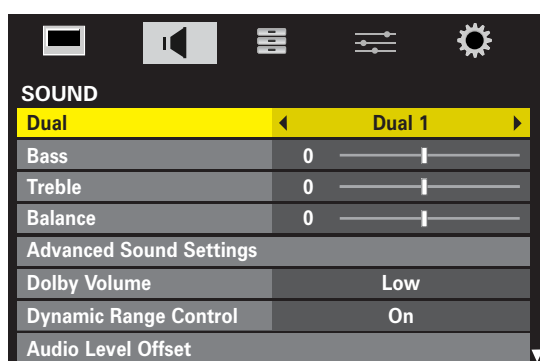 SOUND
Dual Dual 1
Bass 0
Treble 0
Balance 0
Advanced Sound Settings
Dolby Volume Low
Dynamic Range Control On
Audio Level Offset